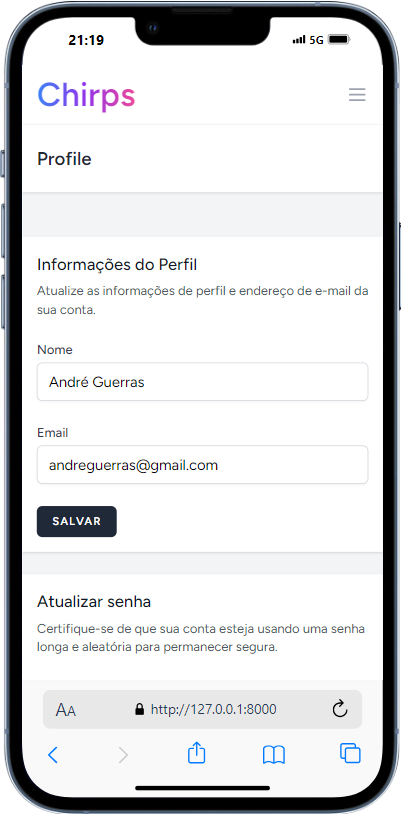 21:19
5G
Chirps
Profile
Informações do Perfil
Atualize as informações de perfil e endereço de e-mail da
sua conta.
Nome
André Guerras
Email
andreguerras@gmail.com
SALVAR
Atualizar senha
Certifique-se de que sua conta esteja usando uma senha
longa e aleatória para permanecer segura.
AA http://127.0.0.1:8000